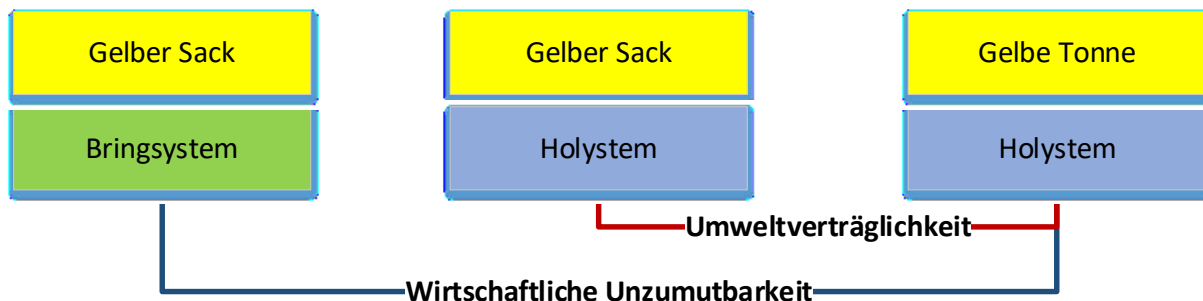 Gelber Sack
Gelber Sack
Gelbe Tonne
Bringsystem
Holystem
Holystem
Umweltverträglichkeit
Wirtschaftliche Unzumutbarkeit